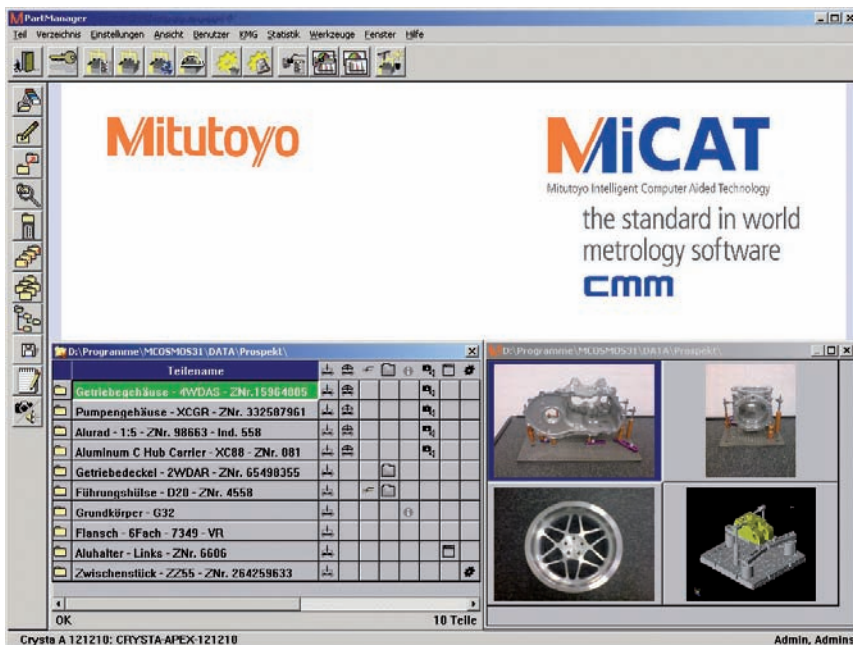 PartManager
Teil Verzeichnis Einstellungen Ansicht Benutzer KMG Statistik Werkzeuge Fenster Hilfe
Mitutoyo
MiCAT
Mitutoyo Intelligent Computer Aided Technology
the standard in world
metrology software
cmm
D:\Programme\MCOSMOS31\DATA\Prospekt\
D:\Programme\MCOSMOS31\DATA\Prospekt\
Teilename
Getriebegehäuse - 4WDAS - ZNr.15964805
Pumpengehäuse - XCGR - ZNr. 332587961
Alurad - 1:5 - ZNr. 98663 - Ind. 558
Aluminum C Hub Carrier - XC88 - ZNr. 081
Getriebedeckel - 2WDAR - ZNr. 65490355
Führungshülse - D20 - ZNr. 4558
Grundkörper - G32
Flansch - 6Fach - 7349 - VR
Aluhalter - Links - ZNr. 6606
Zwischenstück - ZZ55 - ZNr. 264259633
OK 10 Teile
Crysta A 121210: CRYSTA-APEX-121210 Admin, Admins